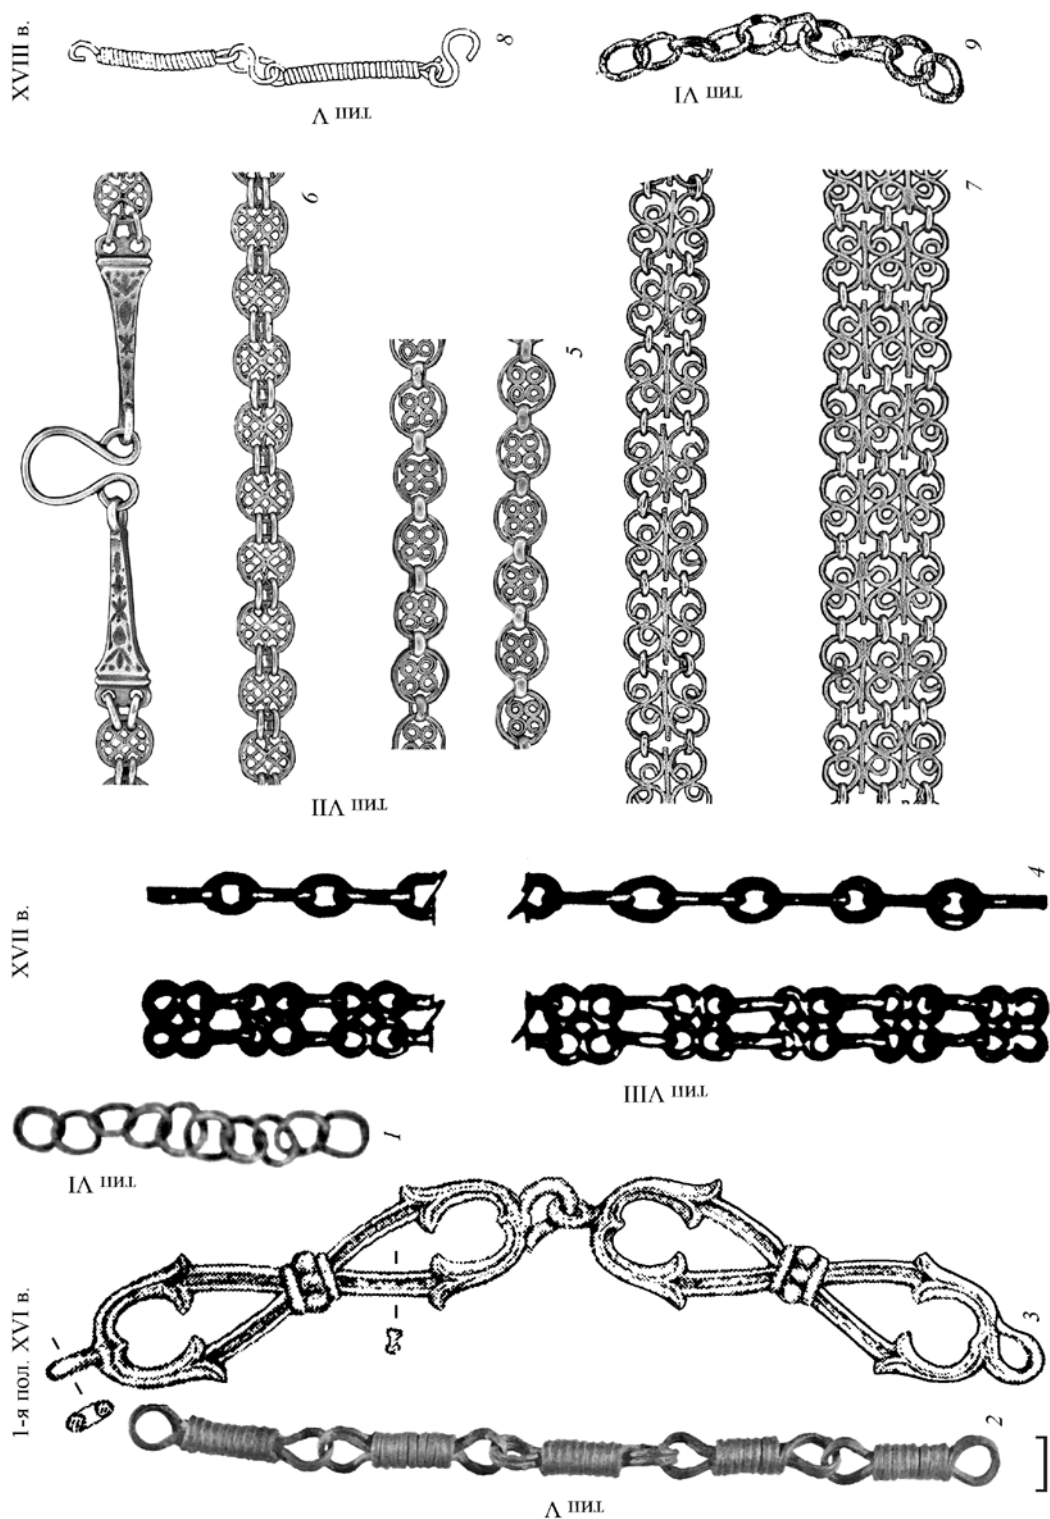 XVIII в.
8
тип V
9
тип VI
6
5
7
тип VII
XVII в.
4
тип VIII
1
тип VI
1-я пол. XVI в.
3
2
тип V